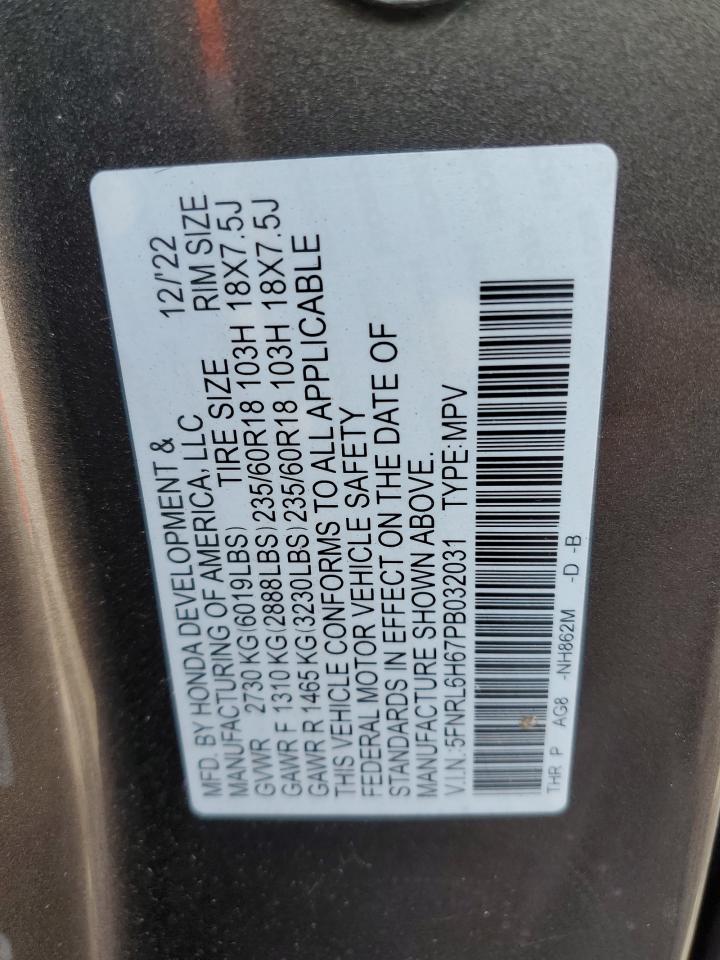 MFD. BY HONDA DEVELOPMENT & 12/'22
MANUFACTURING OF AMERICA, LLC RIM SIZE
GVWR 2730 KG(6019LBS) TIRE SIZE
GAWR F 1310 KG(2888LBS) 235/60R18 103H 18X7.5J
GAWR R 1465 KG(3230LBS) 235/60R18 103H 18X7.5J
THIS VEHICLE CONFORMS TO ALL APPLICABLE
FEDERAL MOTOR VEHICLE SAFETY
STANDARDS IN EFFECT ON THE DATE OF
MANUFACTURE SHOWN ABOVE.
V.I.N.:5FNRL6H67PB032031 TYPE:MPV
THR P AG8 -NH862M -D -B